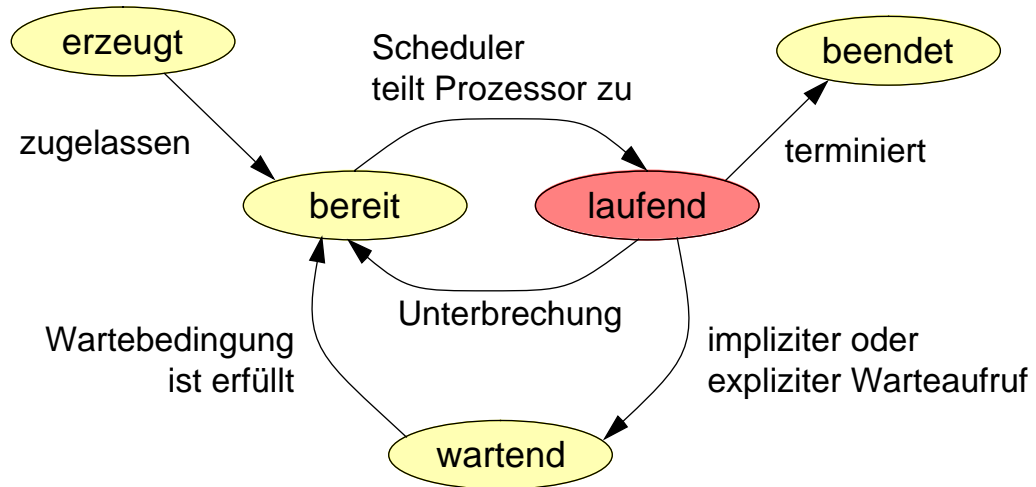 erzeugt
Scheduler
teilt Prozessor zu
beendet
zugelassen
terminiert
bereit
laufend
Unterbrechung
Wartebedingung
ist erfüllt
impliziter oder
expliziter Warteaufruf
wartend